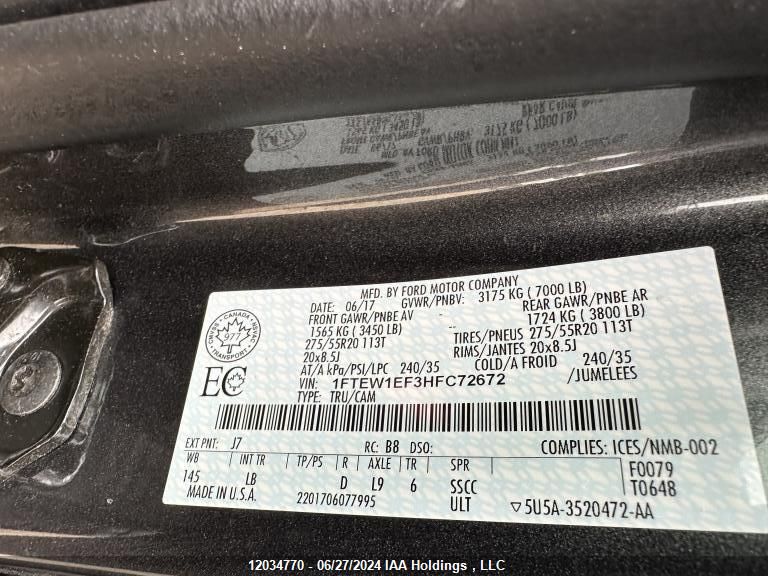 MFD. BY FORD MOTOR COMPANY
DATE: 06/17 GVWR/PNBV: 3175 KG ( 7000 LB)
FRONT GAWR/PNBE AV REAR GAWR/PNBE AR
1565 KG ( 3450 LB) -- 1724 KG ( 3800 LB)
275/55R20 113T TIRES/PNEUS 275/55R20 113T
20x8.5J RIMS/JANTES 20x8.5J
AT/A kPa/PSI/LPC 240/35 COLD/A FROID 240/35
VIN: 1FTEW1EF3HFC72672 /JUMELEES
TYPE: TRU/CAM
CANADA
977
TRANSPORT
EC
EXT PNT: J7 RC: B8 DSO: COMPLIES: ICES/NMB-002
WB INT TR TP/PS R AXLE TR SPR F0079
145 LB D L9 6 SSCC T0648
MADE IN U.S.A. 2201706077995 ULT ▽5U5A-3520472-AA
12034770 - 06/27/2024 IAA Holdings , LLC